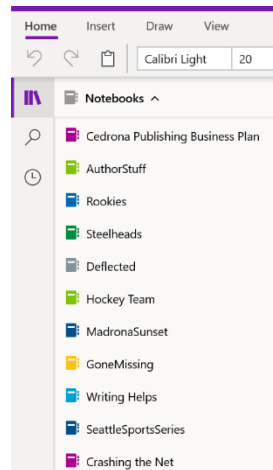 Home Insert Draw View
Calibri Light 20
Notebooks
Cedrona Publishing Business Plan
AuthorStuff
Rookies
Steelheads
Deflected
Hockey Team
MadronaSunset
GoneMissing
Writing Helps
SeattleSportsSeries
Crashing the Net